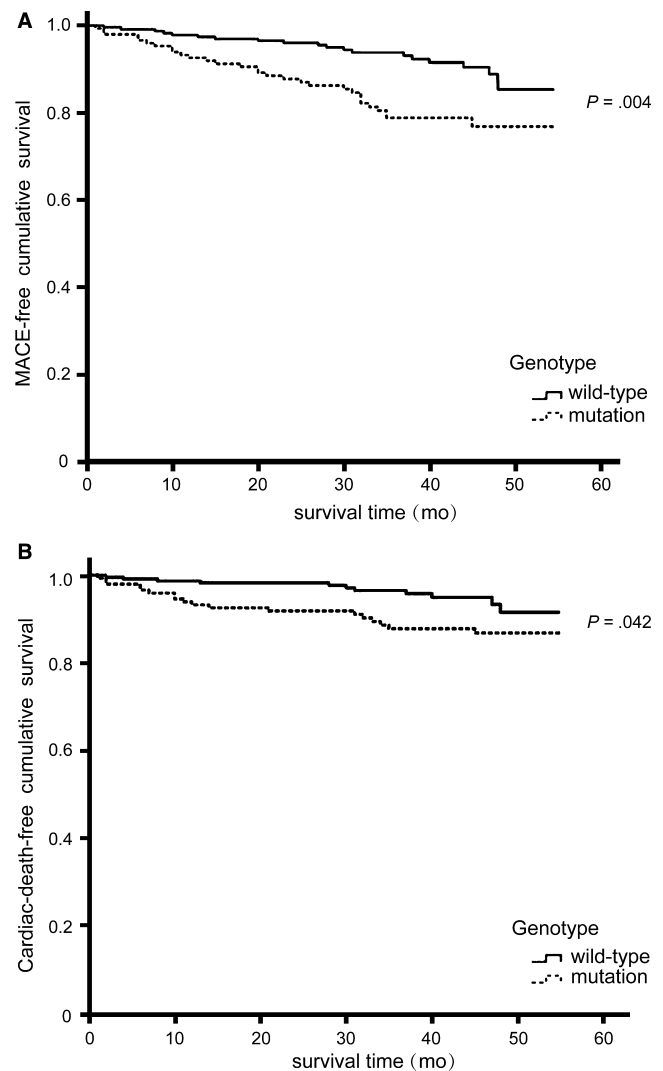 A
MACE-free cumulative survival
1.0
0.8
0.6
0.4
0.2
0
P = .004
Genotype
wild-type
mutation
0 10 20 30 40 50 60
survival time (mo)
B
Cardiac-death-free cumulative survival
1.0
0.8
0.6
0.4
0.2
0
P = .042
Genotype
wild-type
mutation
0 10 20 30 40 50 60
survival time (mo)